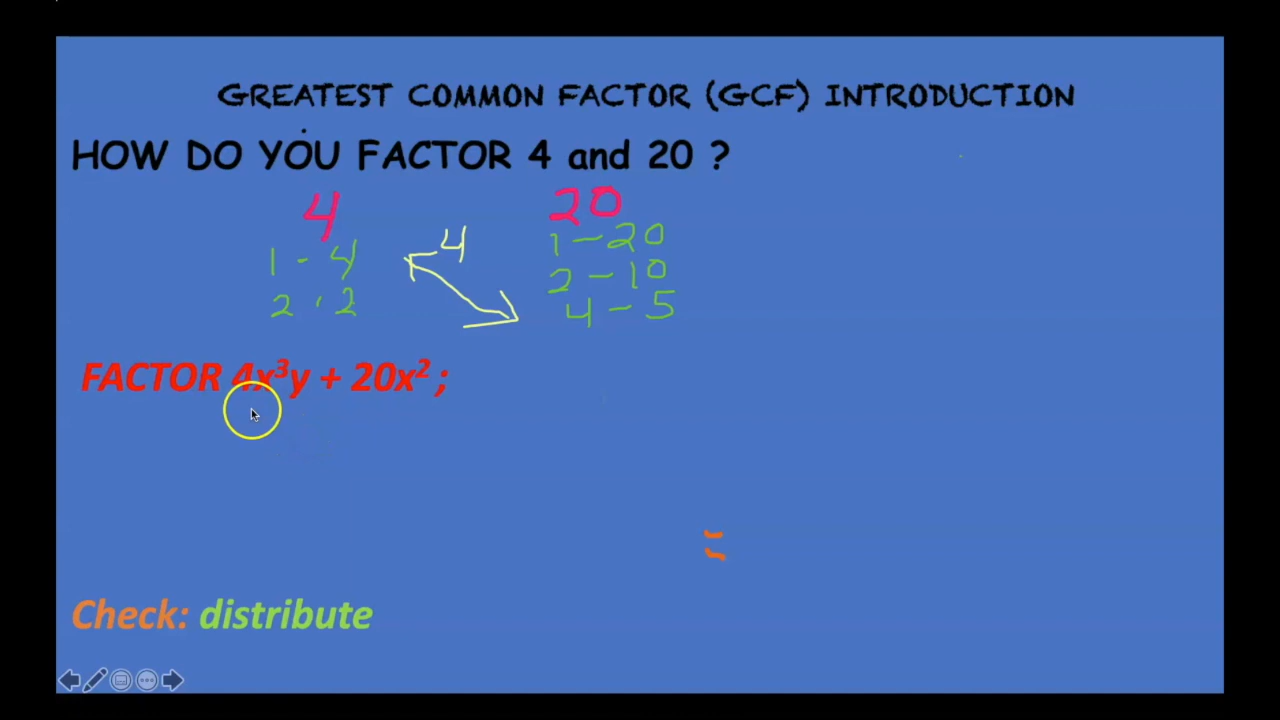 GREATEST COMMON FACTOR (GCF) INTRODUCTION
HOW DO YOU FACTOR 4 and 20 ?
4 20
1 - 4 4 1 - 20
2 · 2 2 - 10
4 - 5
FACTOR 4x³y + 20x² ;
=
Check: distribute